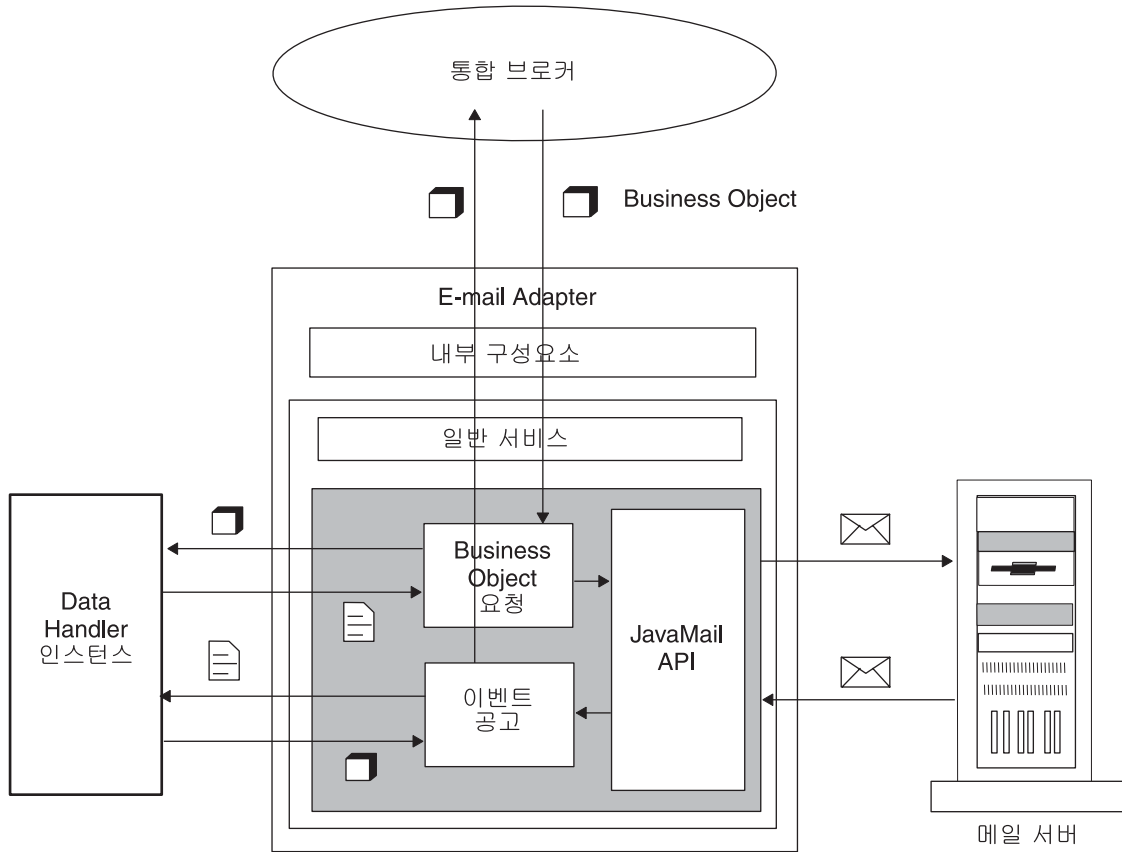 통합 브로커
Business Object
E-mail Adapter
내부 구성요소
일반 서비스
Business
Object
요청
Data
Handler
인스턴스
JavaMail
API
이벤트
공고
메일 서버